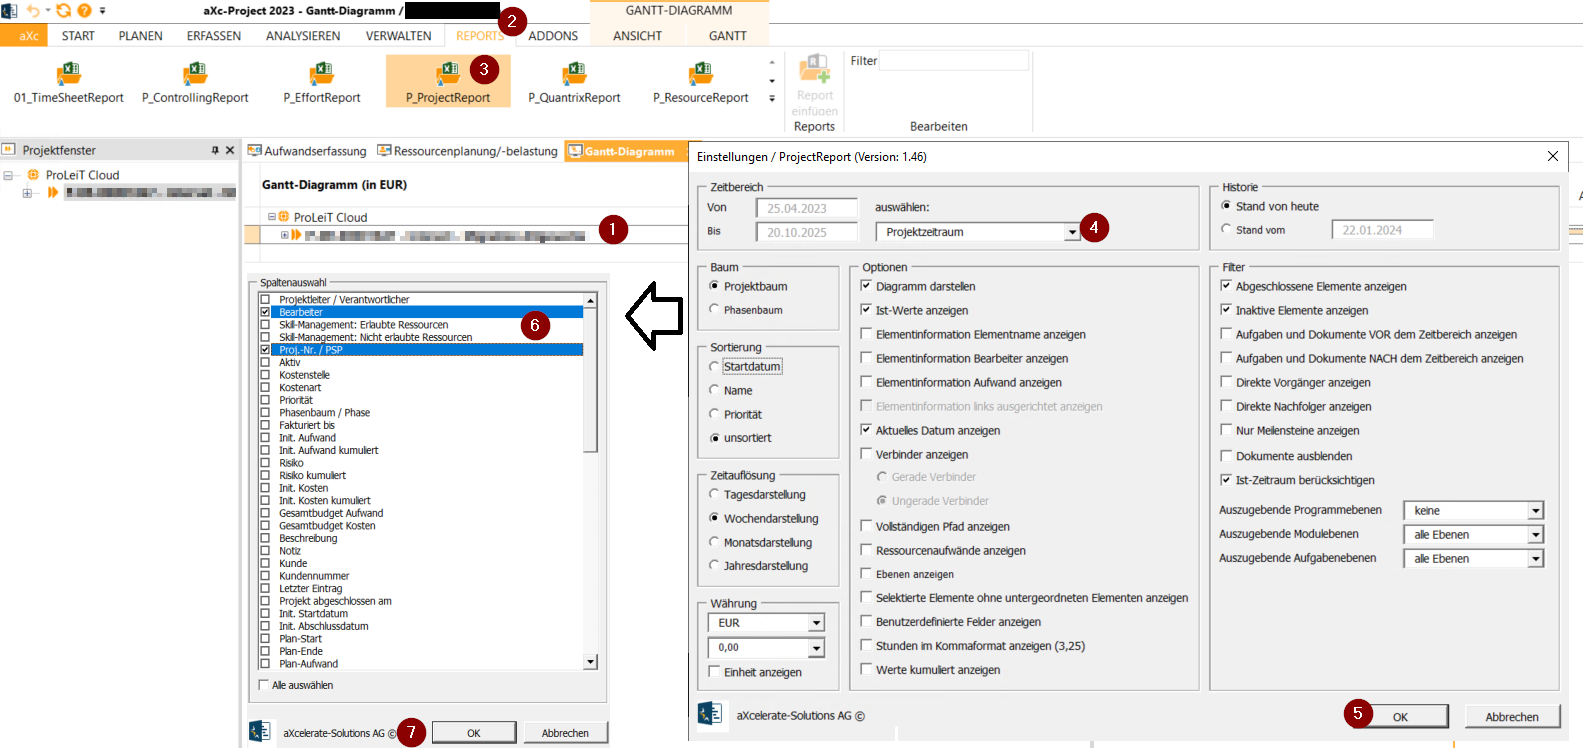 aXc-Project 2023 - Gantt-Diagramm /
2
GANTT-DIAGRAMM
aXc
START
PLANEN
ERFASSEN
ANALYSIEREN
VERWALTEN
REPORTS
ADDONS
ANSICHT
GANTT
3
01_TimeSheetReport
P_ControllingReport
P_EffortReport
P_ProjectReport
P_QuantrixReport
P_ResourceReport
Report
einfügen
Reports
Filter
Bearbeiten
Projektfenster
ProLeiT Cloud
Aufwandserfassung
Ressourcenplanung/-belastung
Gantt-Diagramm
Gantt-Diagramm (in EUR)
ProLeiT Cloud
1
Spaltenauswahl
Projektleiter / Verantwortlicher
Bearbeiter
Skill-Management: Erlaubte Ressourcen
6
Skill-Management: Nicht erlaubte Ressourcen
Proj.-Nr. / PSP
Aktiv
Kostenstelle
Kostenart
Priorität
Phasenbaum / Phase
Fakturiert bis
Init. Aufwand
Init. Aufwand kumuliert
Risiko
Risiko kumuliert
Init. Kosten
Init. Kosten kumuliert
Gesamtbudget Aufwand
Gesamtbudget Kosten
Beschreibung
Notiz
Kunde
Kundennummer
Letzter Eintrag
Projekt abgeschlossen am
Init. Startdatum
Init. Abschlussdatum
Plan-Start
Plan-Ende
Plan-Aufwand
Alle auswählen
aXcelerate-Solutions AG ©
7
OK
Abbrechen
Einstellungen / ProjectReport (Version: 1.46)
Zeitbereich
Von
25.04.2023
auswählen:
Bis
20.10.2025
Projektzeitraum
4
Historie
Stand von heute
Stand vom
22.01.2024
Baum
Projektbaum
Phasenbaum
Sortierung
Startdatum
Name
Priorität
unsortiert
Zeitauflösung
Tagesdarstellung
Wochendarstellung
Monatsdarstellung
Jahresdarstellung
Währung
EUR
0,00
Einheit anzeigen
Optionen
Diagramm darstellen
Ist-Werte anzeigen
Elementinformation Elementname anzeigen
Elementinformation Bearbeiter anzeigen
Elementinformation Aufwand anzeigen
Elementinformation links ausgerichtet anzeigen
Aktuelles Datum anzeigen
Verbinder anzeigen
Gerade Verbinder
Ungerade Verbinder
Vollständigen Pfad anzeigen
Ressourcenaufwände anzeigen
Ebenen anzeigen
Selektierte Elemente ohne untergeordneten Elementen anzeigen
Benutzerdefinierte Felder anzeigen
Stunden im Kommaformat anzeigen (3,25)
Werte kumuliert anzeigen
Filter
Abgeschlossene Elemente anzeigen
Inaktive Elemente anzeigen
Aufgaben und Dokumente VOR dem Zeitbereich anzeigen
Aufgaben und Dokumente NACH dem Zeitbereich anzeigen
Direkte Vorgänger anzeigen
Direkte Nachfolger anzeigen
Nur Meilensteine anzeigen
Dokumente ausblenden
Ist-Zeitraum berücksichtigen
Auszugebende Programmebenen
keine
Auszugebende Modulebenen
alle Ebenen
Auszugebende Aufgabenebenen
alle Ebenen
aXcelerate-Solutions AG ©
5
OK
Abbrechen